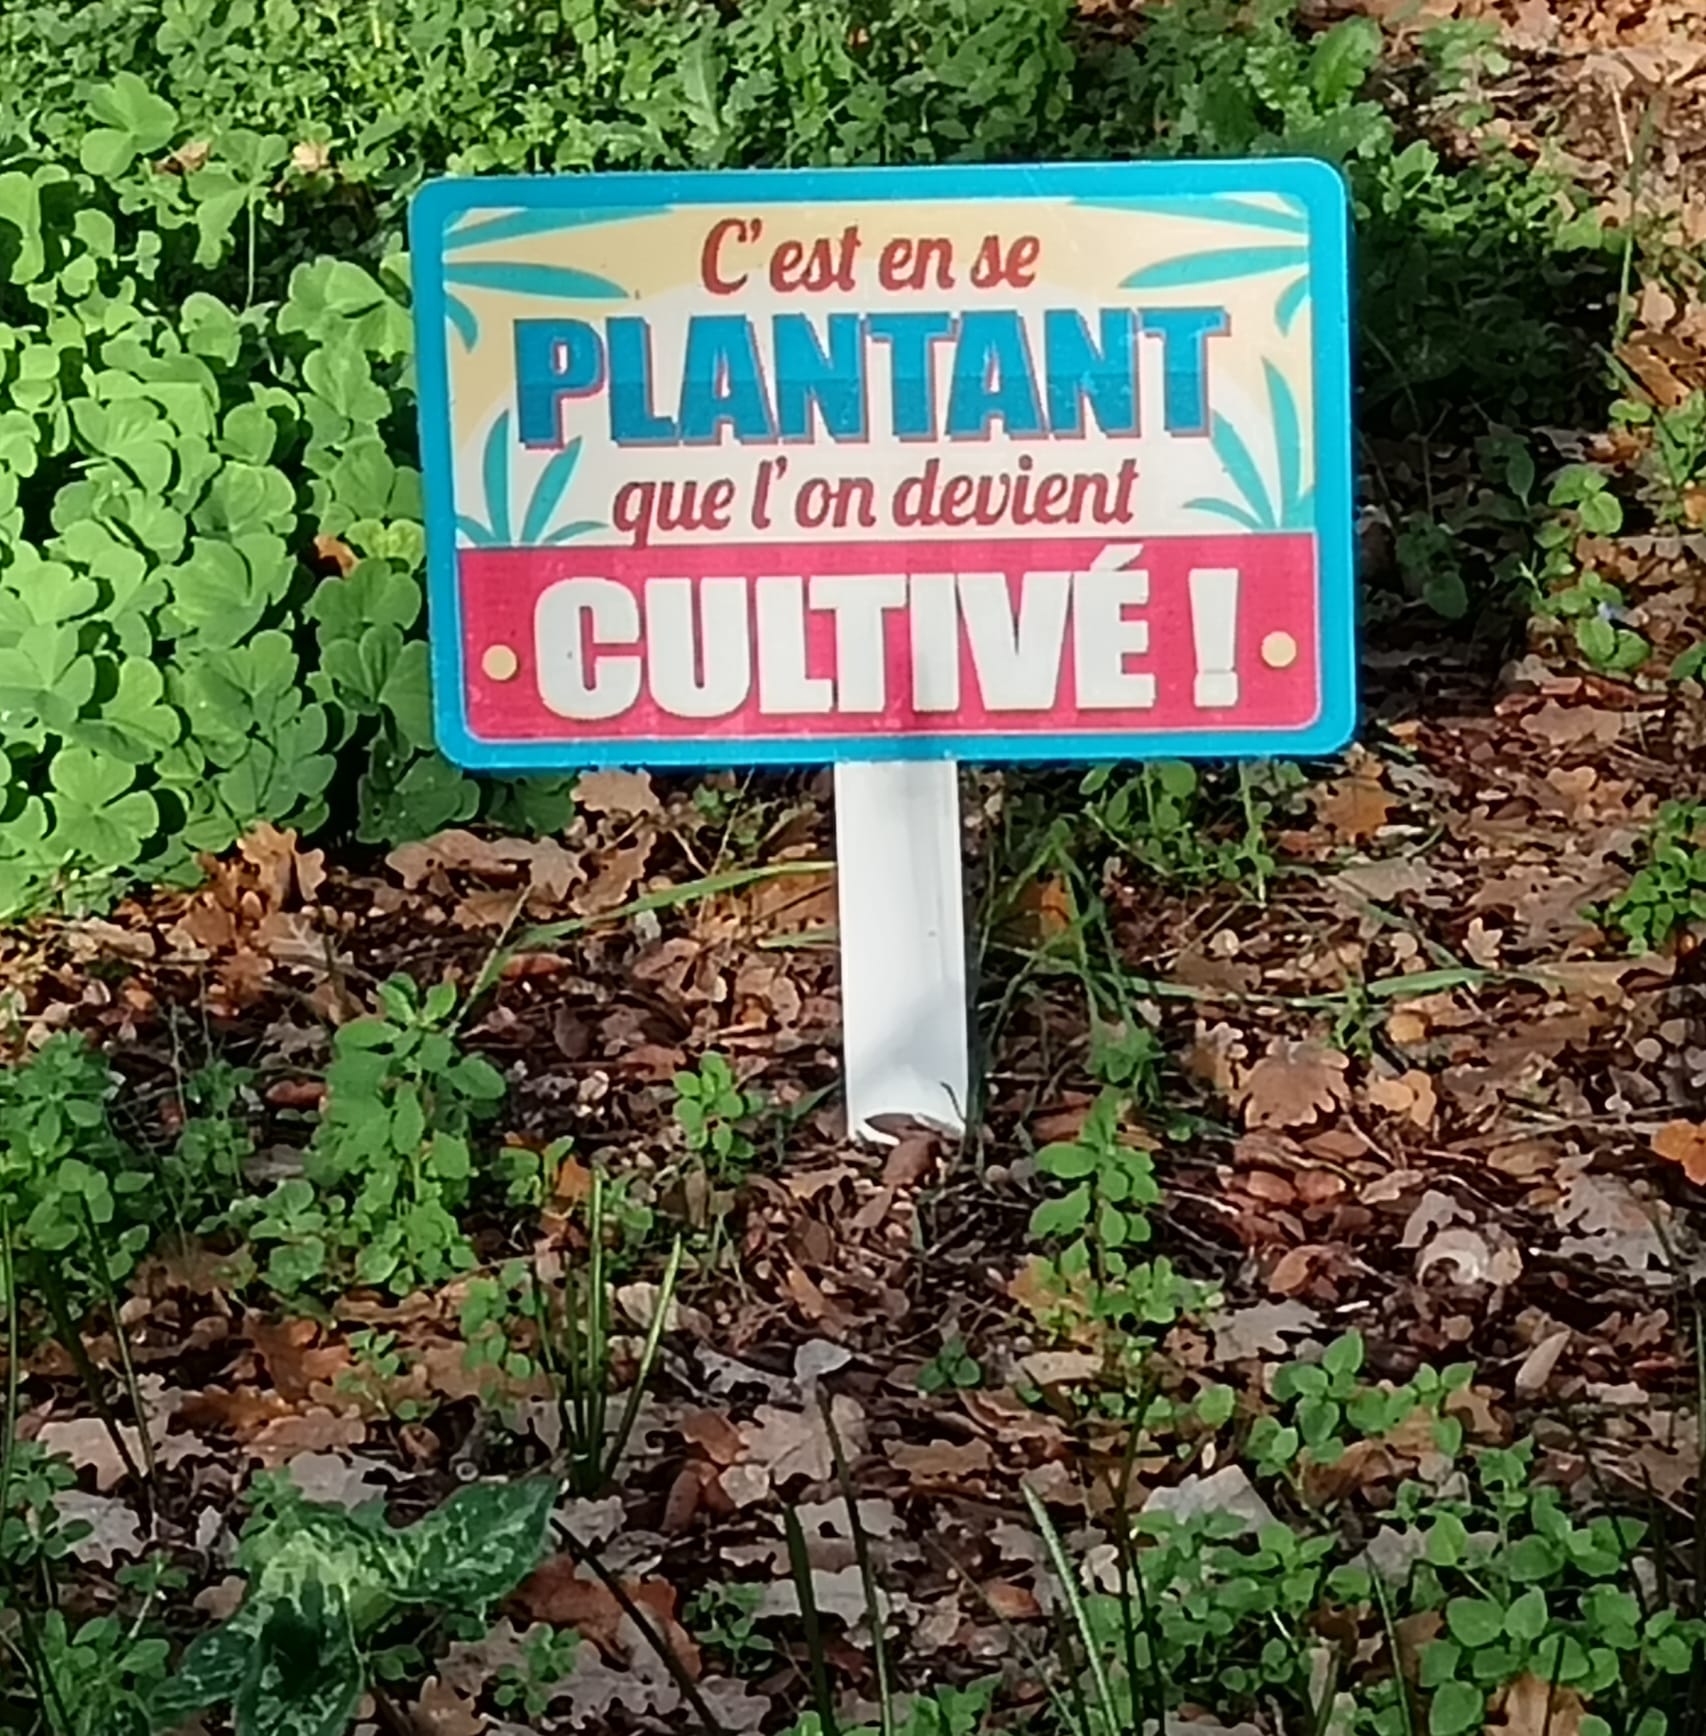 C'est en se
PLANTANT
que l'on devient
CULTIVÉ !